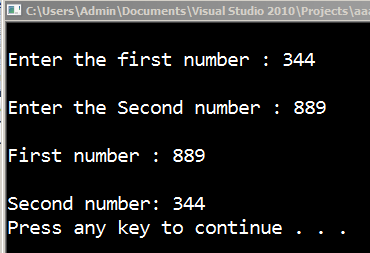 C:\Users\Admin\Documents\Visual Studio 2010\Projects\aaa
Enter the first number : 344
Enter the Second number : 889
First number : 889
Second number: 344
Press any key to continue . . .